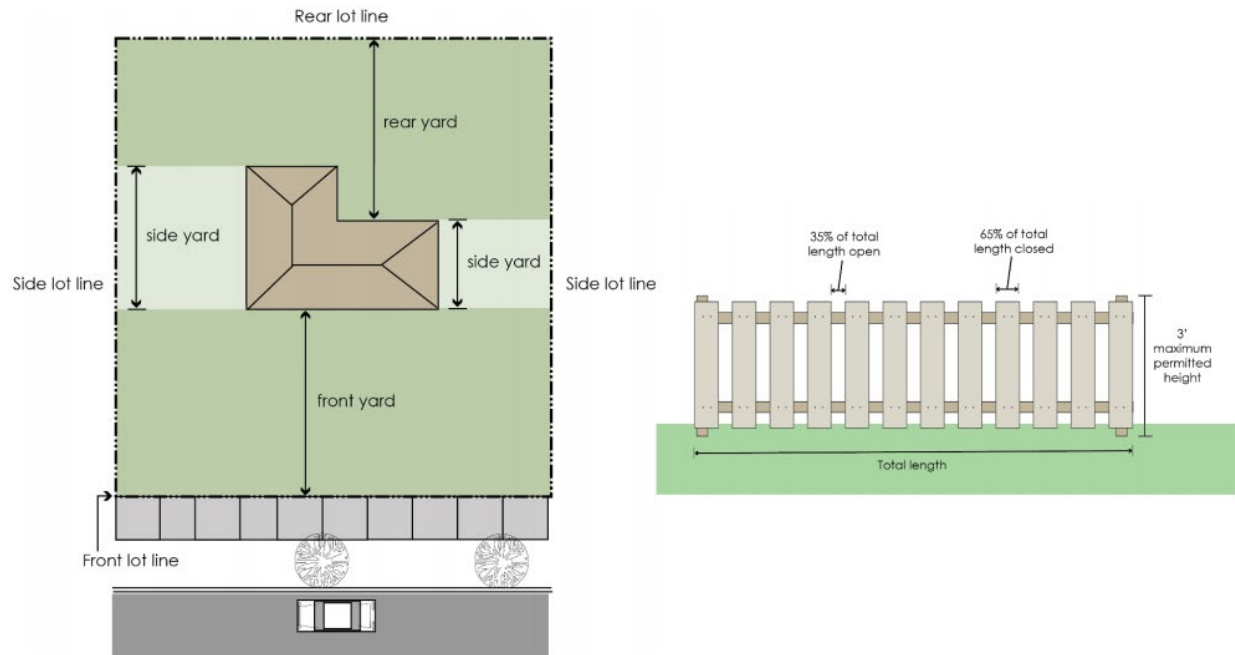 Rear lot line
rear yard
side yard
side yard
Side lot line
Side lot line
front yard
Front lot line
35% of total
length open
65% of total
length closed
3'
maximum
permitted
height
Total length